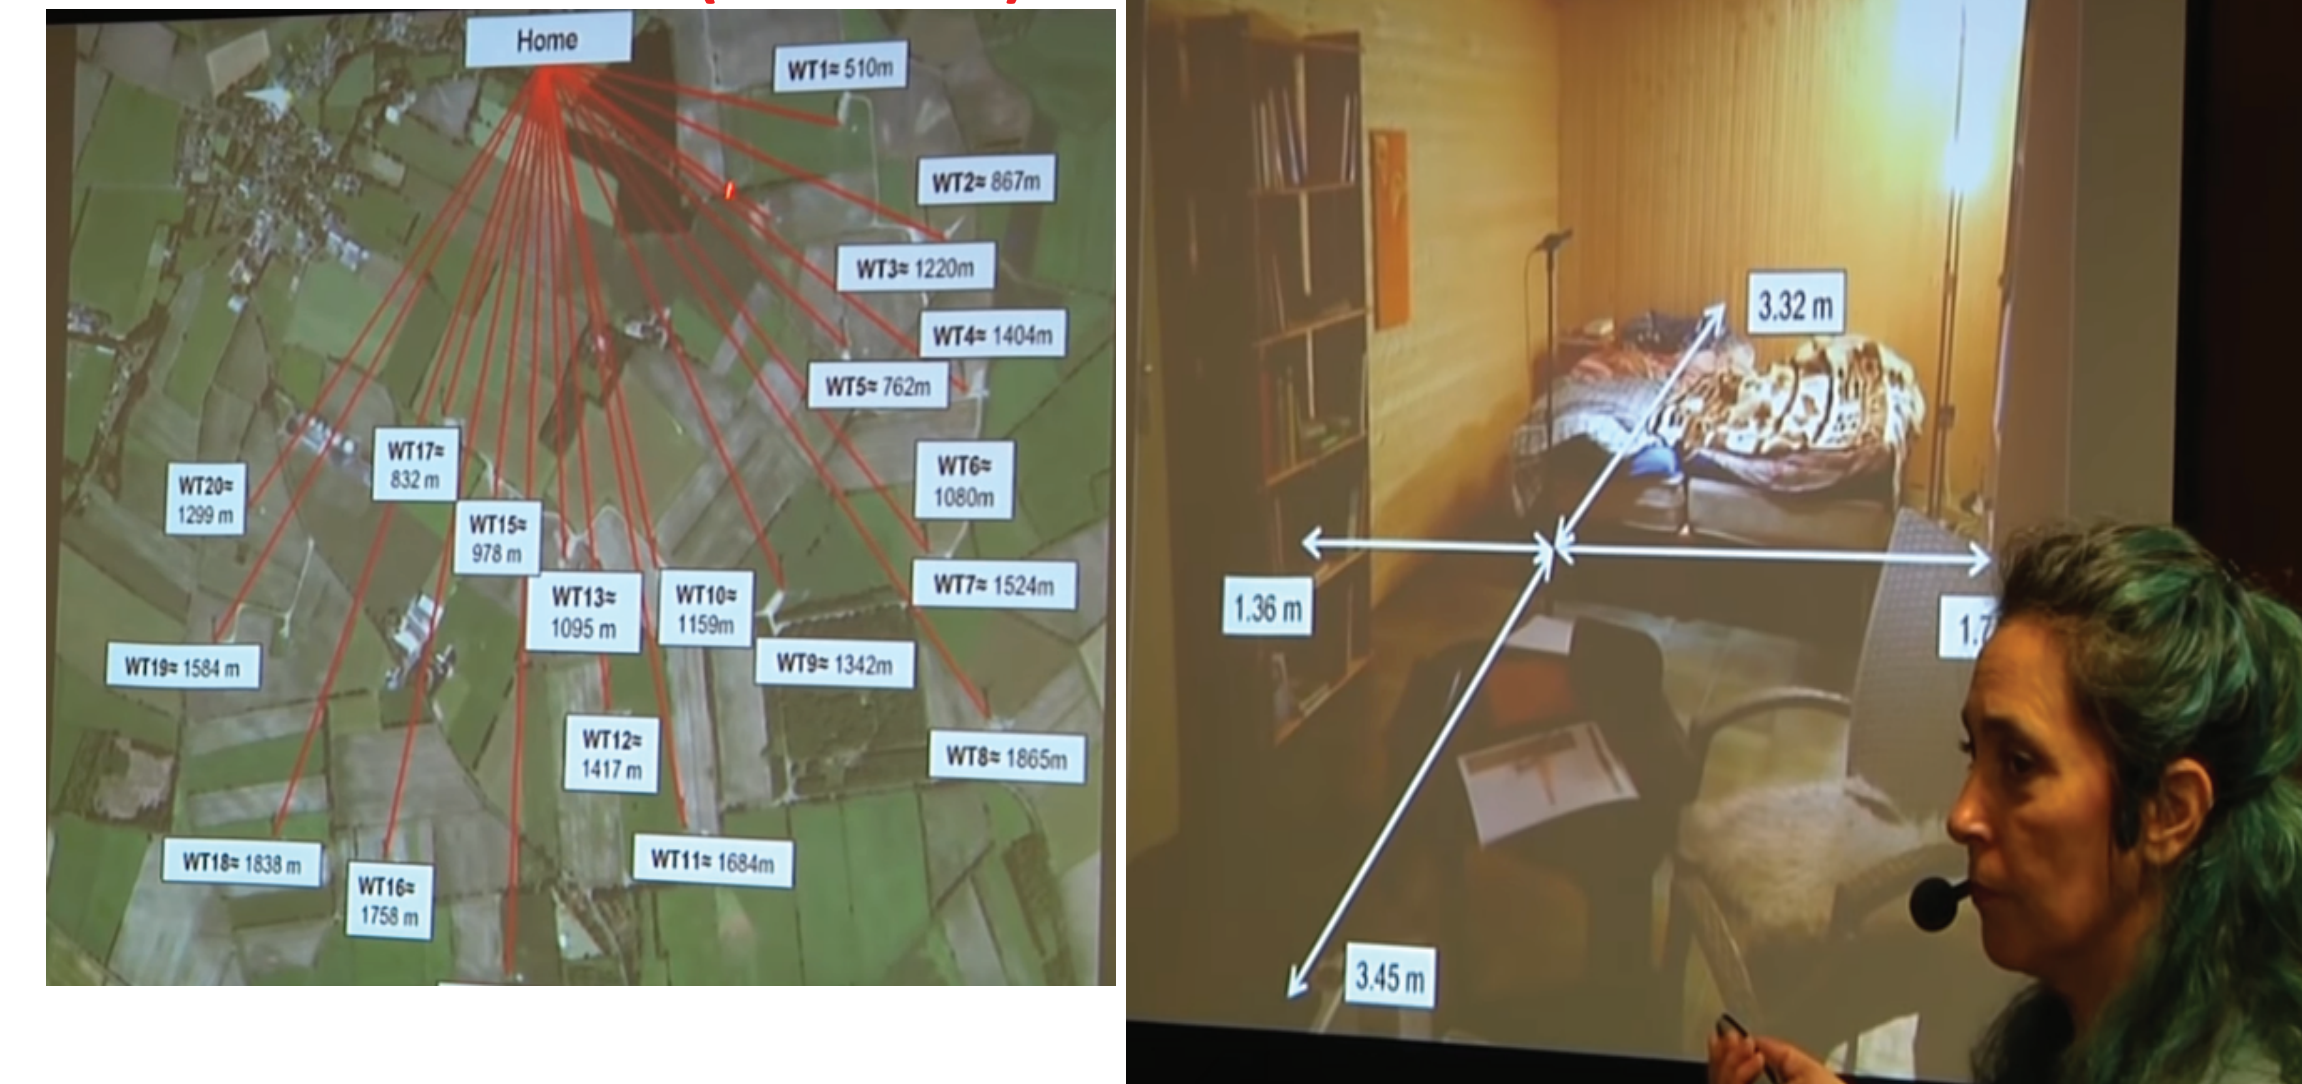 Home
WT1≈ 510m
WT2≈ 867m
WT3≈ 1220m
WT4≈ 1404m
WT5≈ 762m
WT6≈
1080m
WT7≈ 1524m
WT8≈ 1865m
WT9≈ 1342m
WT10≈
1159m
WT11≈ 1684m
WT12≈
1417 m
WT13≈
1095 m
WT15≈
978 m
WT16≈
1758 m
WT17≈
832 m
WT18≈ 1838 m
WT19≈ 1584 m
WT20≈
1299 m
3.32 m
1.36 m
1.7
3.45 m